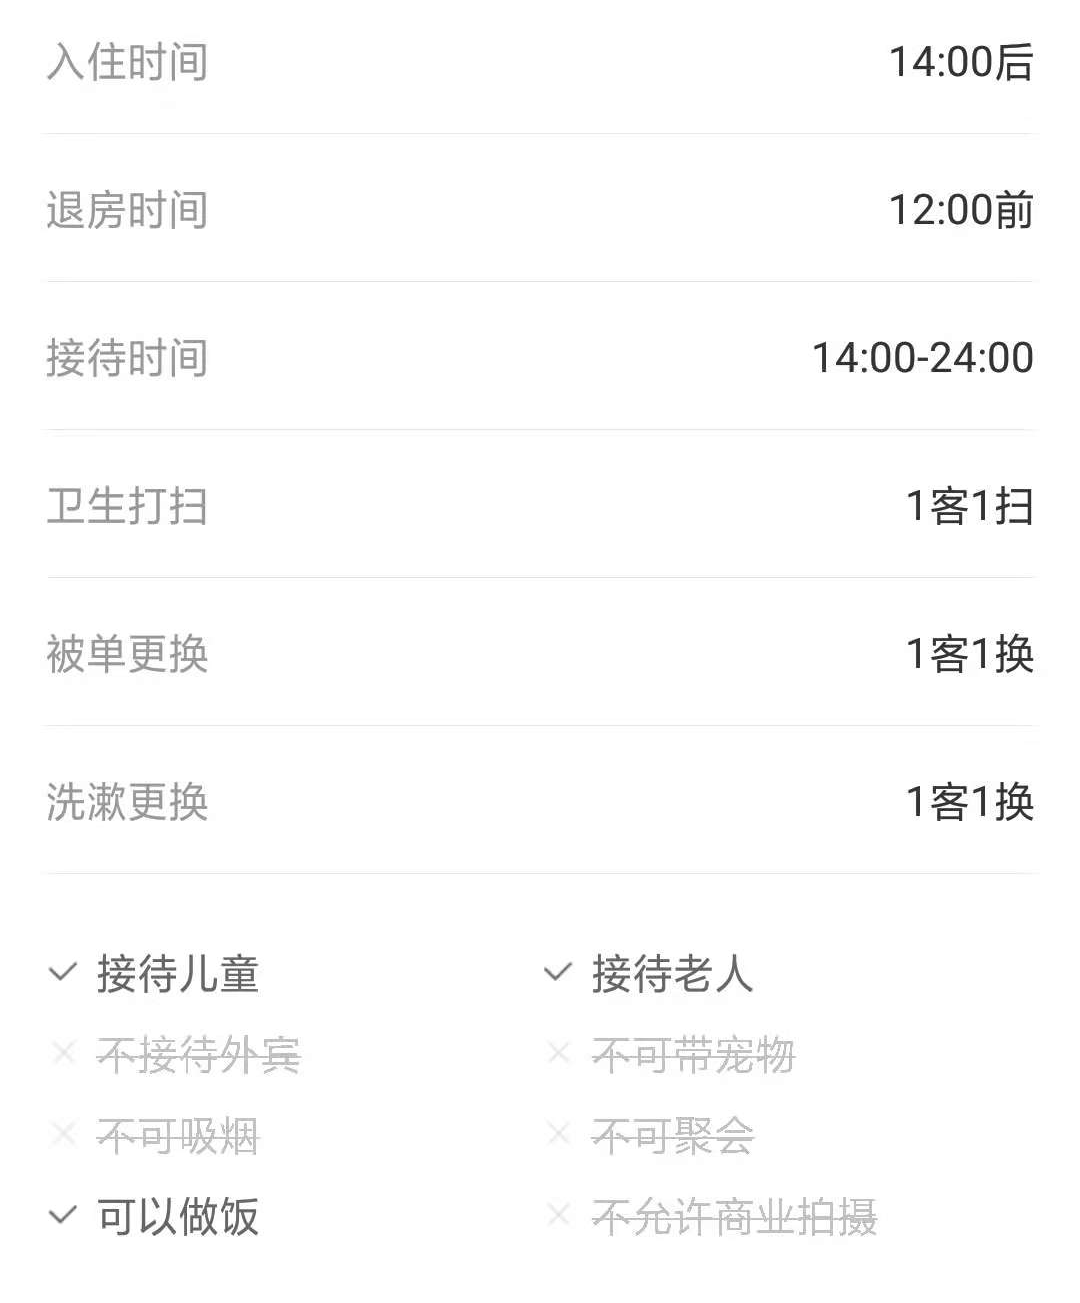 入住时间 14:00后
退房时间 12:00前
接待时间 14:00-24:00
卫生打扫 1客1扫
被单更换 1客1换
洗漱更换 1客1换
接待儿童 接待老人
不接待外宾 不可带宠物
不可吸烟 不可聚会
可以做饭 不允许商业拍摄